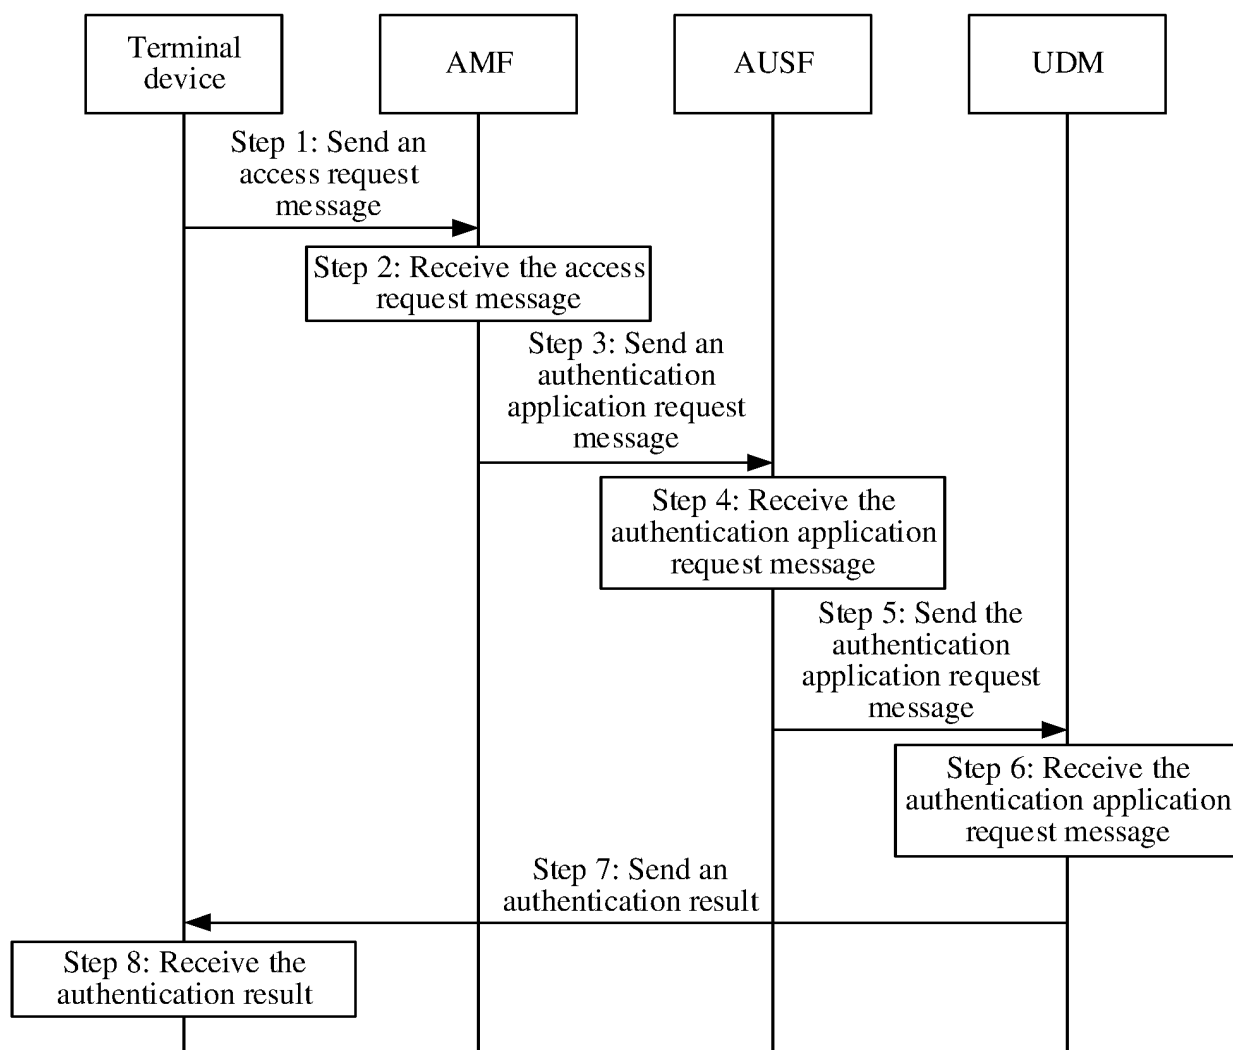 Terminal
device
AMF
AUSF
UDM
Step 1: Send an
access request
message
Step 2: Receive the access
request message
Step 3: Send an
authentication
application request
message
Step 4: Receive the
authentication application
request message
Step 5: Send the
authentication
application request
message
Step 6: Receive the
authentication application
request message
Step 7: Send an
authentication result
Step 8: Receive the
authentication result